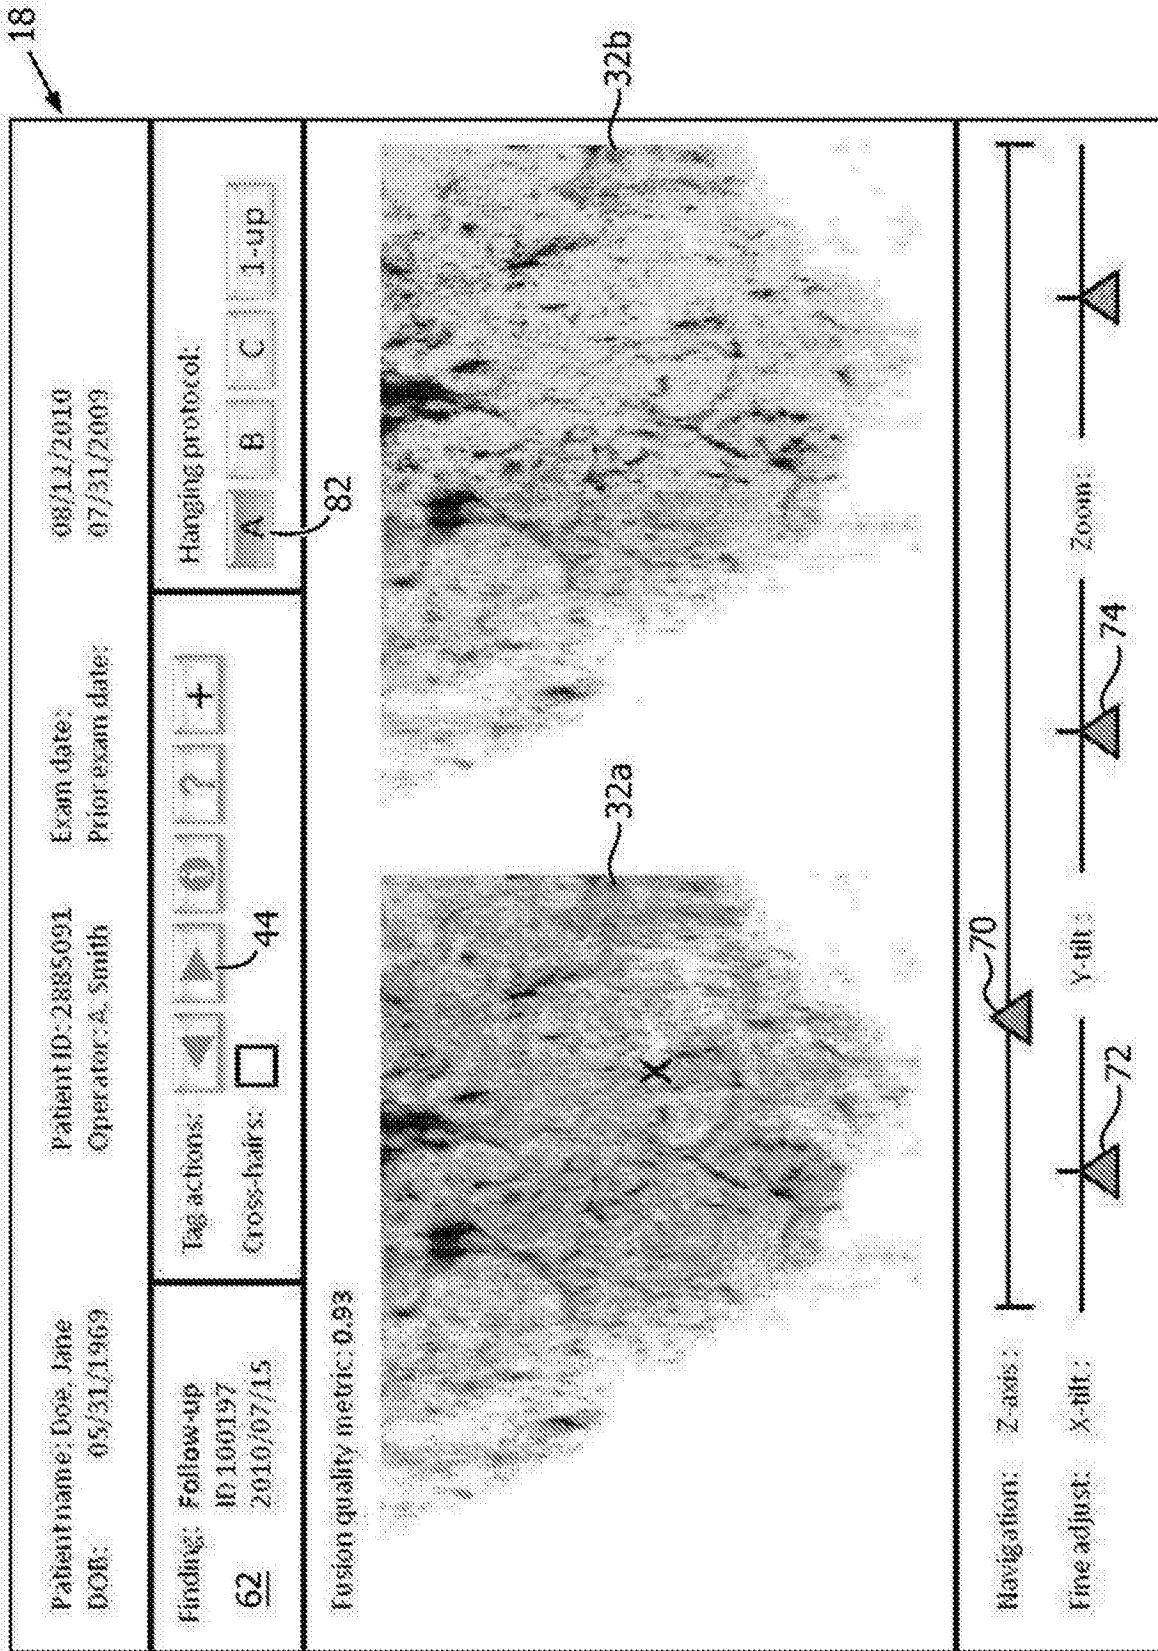 18
Patient name: Doe, Jane
Patient ID: 2885091
Exam date:
08/12/2010
DOB:
05/31/1969
Operator: A. Smith
Prior exam date:
07/31/2009
Finding: Follow-up
ID 100197
2010/07/15
62
Tag actions:
?
+
44
Cross-hairs:
Hanging protocol:
A
B
C
1-up
82
Fusion quality metric: 0.93
X
32a
32b
Navigation:
Z-axis:
70
Fine adjust:
X-tilt:
72
Y-tilt:
74
Zoom: